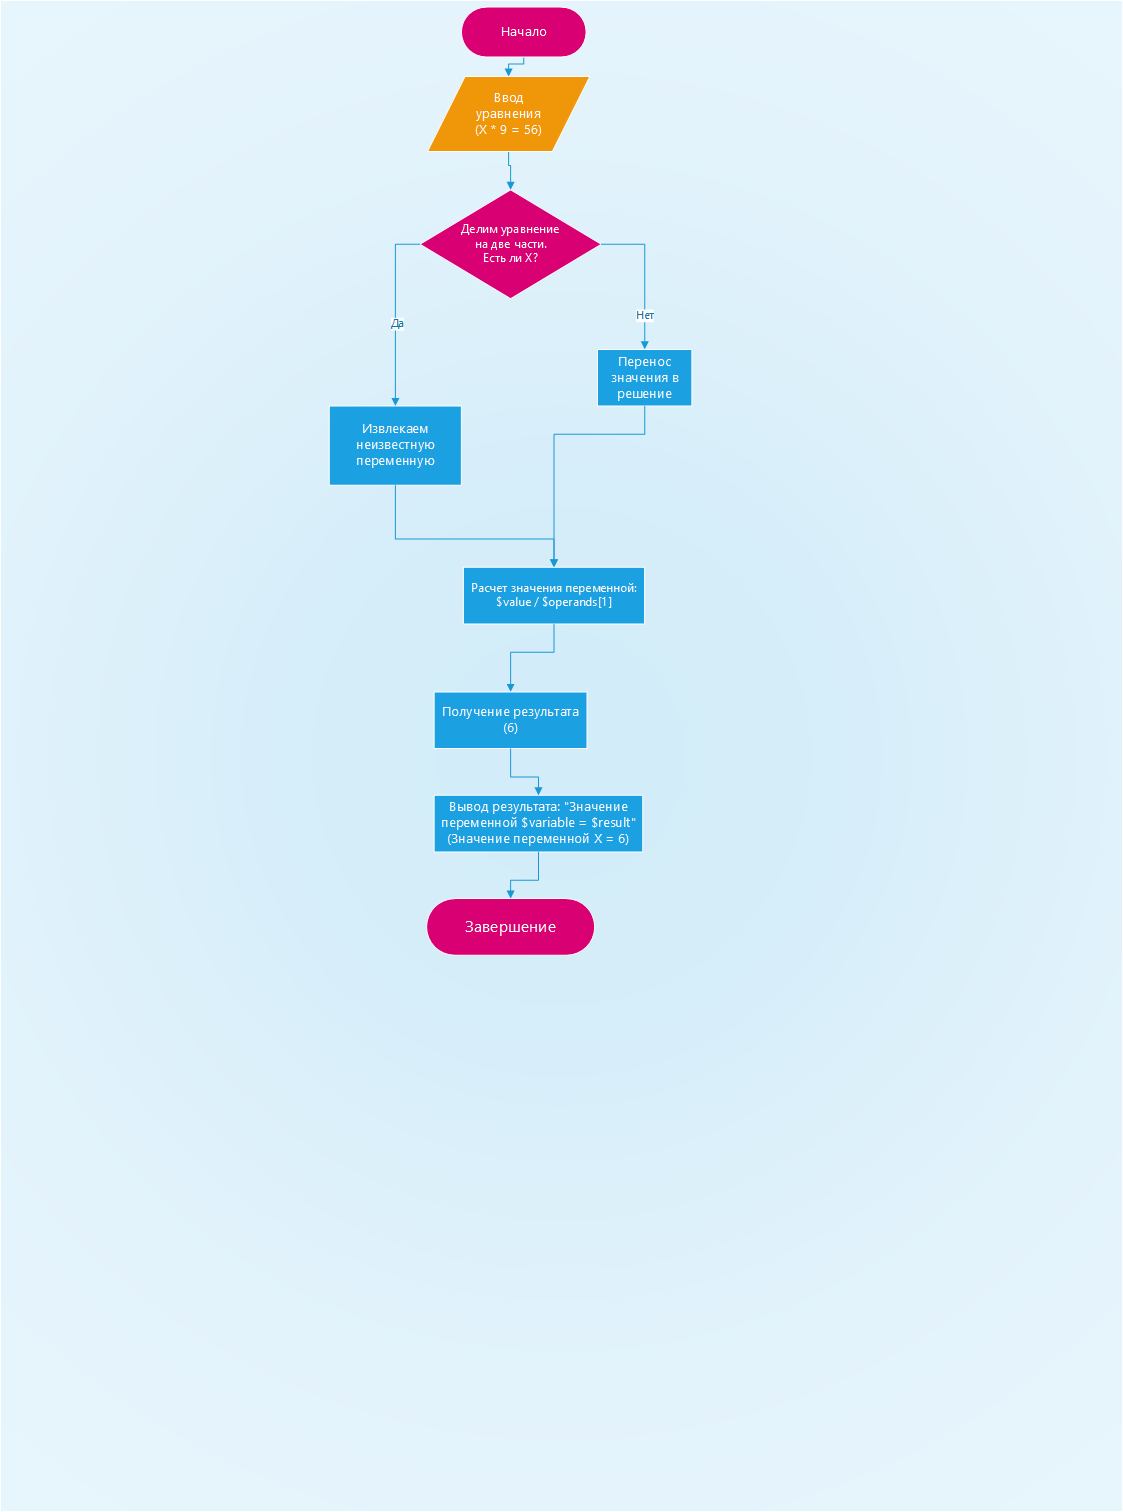 Начало
Ввод
уравнения
(X * 9 = 56)
Делим уравнение
на две части.
Есть ли X?
Да
Нет
Перенос
значения в
решение
Извлекаем
неизвестную
переменную
Расчет значения переменной:
$value / $operands[1]
Получение результата
(6)
Вывод результата: "Значение
переменной $variable = $result"
(Значение переменной X = 6)
Завершение